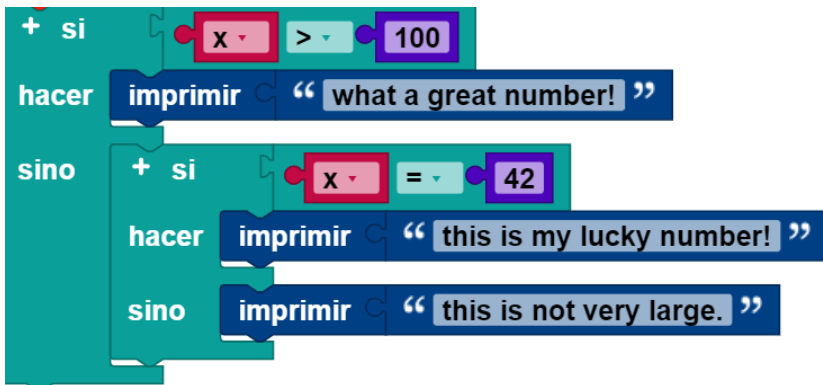 + si x > 100
hacer imprimir “ what a great number! ”
sino + si x = 42
hacer imprimir “ this is my lucky number! ”
sino imprimir “ this is not very large. ”